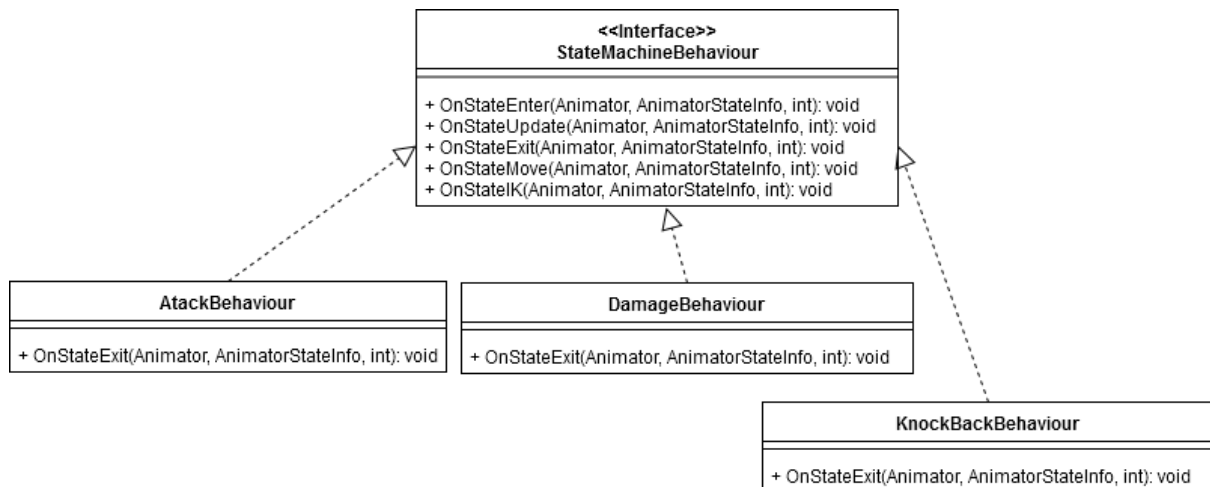 <<Interface>>
StateMachineBehaviour
+ OnStateEnter(Animator, AnimatorStateInfo, int): void
+ OnStateUpdate(Animator, AnimatorStateInfo, int): void
+ OnStateExit(Animator, AnimatorStateInfo, int): void
+ OnStateMove(Animator, AnimatorStateInfo, int): void
+ OnStateIK(Animator, AnimatorStateInfo, int): void
AtackBehaviour
+ OnStateExit(Animator, AnimatorStateInfo, int): void
DamageBehaviour
+ OnStateExit(Animator, AnimatorStateInfo, int): void
KnockBackBehaviour
+ OnStateExit(Animator, AnimatorStateInfo, int): void